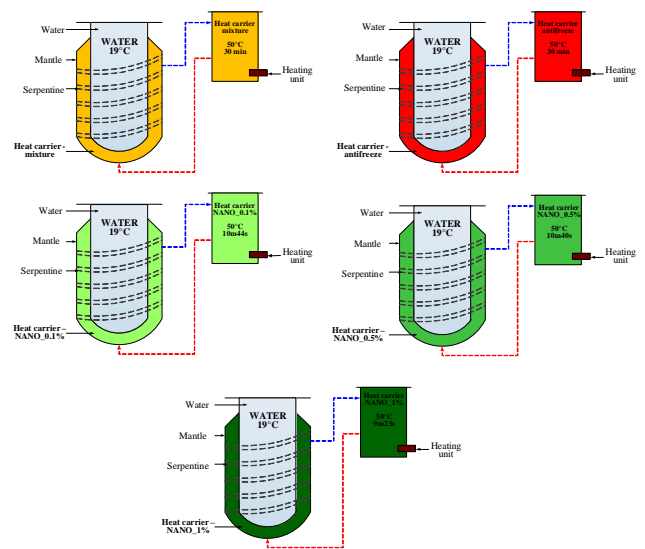 Water
WATER
19°C
Mantle
Serpentine
Heat carrier -
mixture
Heat carrier
mixture
50°C
30 min
Heating
unit
Water
WATER
19°C
Mantle
Serpentine
Heat carrier -
antifreeze
Heat carrier
antifreeze
50°C
30 min
Heating
unit
Water
WATER
19°C
Mantle
Serpentine
Heat carrier –
NANO_0.1%
Heat carrier
NANO_0.1%
50°C
10m44s
Heating
unit
Water
WATER
19°C
Mantle
Serpentine
Heat carrier –
NANO_0.5%
Heat carrier
NANO_0.5%
50°C
10m40s
Heating
unit
Water
WATER
19°C
Mantle
Serpentine
Heat carrier –
NANO_1%
Heat carrier
NANO_1%
50°C
9m23s
Heating
unit